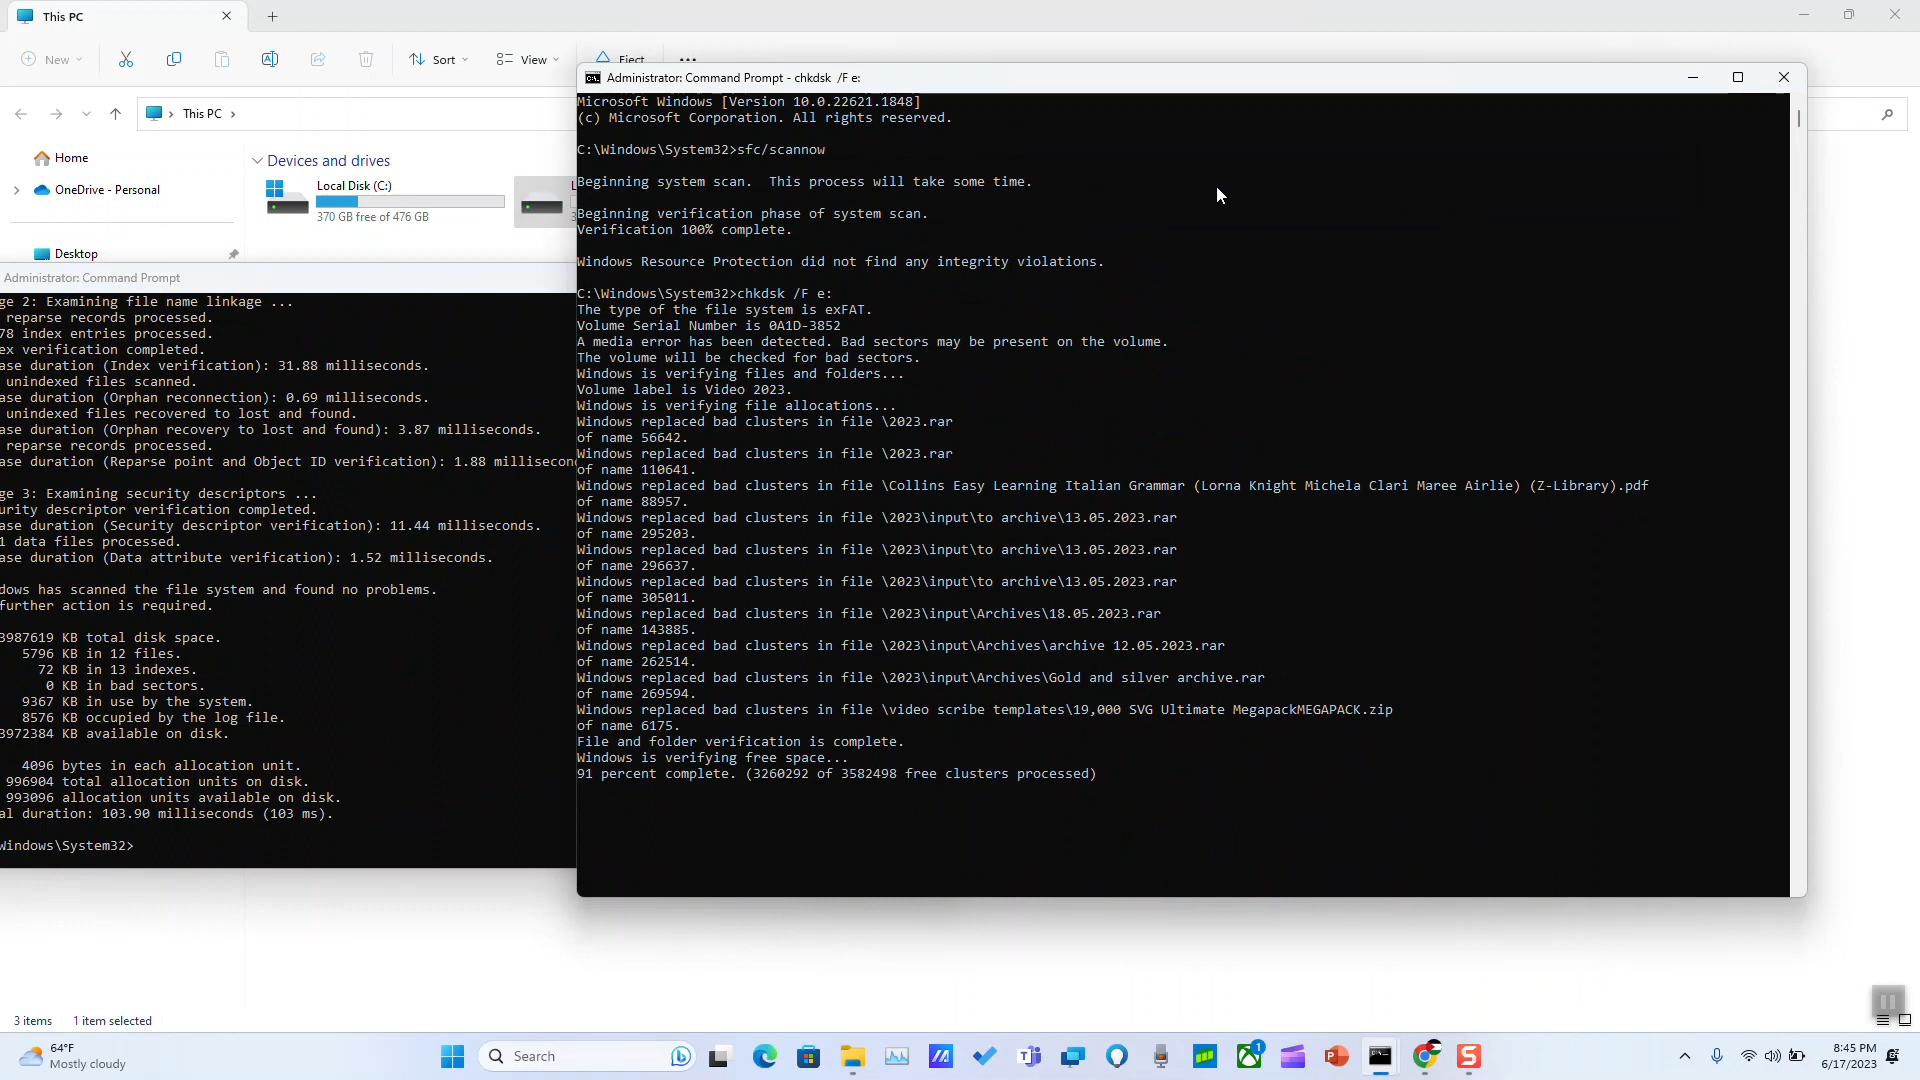 This PC
New
Sort
View
Eject
This PC
Home
OneDrive - Personal
Desktop
Devices and drives
Local Disk (C:)
370 GB free of 476 GB
Administrator: Command Prompt
ge 2: Examining file name linkage ...
reparse records processed.
78 index entries processed.
ex verification completed.
ase duration (Index verification): 31.88 milliseconds.
unindexed files scanned.
ase duration (Orphan reconnection): 0.69 milliseconds.
unindexed files recovered to lost and found.
ase duration (Orphan recovery to lost and found): 3.87 milliseconds.
reparse records processed.
ase duration (Reparse point and Object ID verification): 1.88 millisecon
ge 3: Examining security descriptors ...
urity descriptor verification completed.
ase duration (Security descriptor verification): 11.44 milliseconds.
1 data files processed.
ase duration (Data attribute verification): 1.52 milliseconds.
dows has scanned the file system and found no problems.
further action is required.
3987619 KB total disk space.
5796 KB in 12 files.
72 KB in 13 indexes.
0 KB in bad sectors.
9367 KB in use by the system.
8576 KB occupied by the log file.
3972384 KB available on disk.
4096 bytes in each allocation unit.
996904 total allocation units on disk.
993096 allocation units available on disk.
al duration: 103.90 milliseconds (103 ms).
Windows\System32>
Administrator: Command Prompt - chkdsk /F e:
Microsoft Windows [Version 10.0.22621.1848]
(c) Microsoft Corporation. All rights reserved.
C:\Windows\System32>sfc/scannow
Beginning system scan.  This process will take some time.
Beginning verification phase of system scan.
Verification 100% complete.
Windows Resource Protection did not find any integrity violations.
C:\Windows\System32>chkdsk /F e:
The type of the file system is exFAT.
Volume Serial Number is 0A1D-3852
A media error has been detected. Bad sectors may be present on the volume.
The volume will be checked for bad sectors.
Windows is verifying files and folders...
Volume label is Video 2023.
Windows is verifying file allocations...
Windows replaced bad clusters in file \2023.rar
of name 56642.
Windows replaced bad clusters in file \2023.rar
of name 110641.
Windows replaced bad clusters in file \Collins Easy Learning Italian Grammar (Lorna Knight Michela Clari Maree Airlie) (Z-Library).pdf
of name 88957.
Windows replaced bad clusters in file \2023\input\to archive\13.05.2023.rar
of name 295203.
Windows replaced bad clusters in file \2023\input\to archive\13.05.2023.rar
of name 296637.
Windows replaced bad clusters in file \2023\input\to archive\13.05.2023.rar
of name 305011.
Windows replaced bad clusters in file \2023\input\Archives\18.05.2023.rar
of name 143885.
Windows replaced bad clusters in file \2023\input\Archives\archive 12.05.2023.rar
of name 262514.
Windows replaced bad clusters in file \2023\input\Archives\Gold and silver archive.rar
of name 269594.
Windows replaced bad clusters in file \video scribe templates\19,000 SVG Ultimate MegapackMEGAPACK.zip
of name 6175.
File and folder verification is complete.
Windows is verifying free space...
91 percent complete. (3260292 of 3582498 free clusters processed)
3 items
1 item selected
64°F
Mostly cloudy
Search
1
8:45 PM
6/17/2023